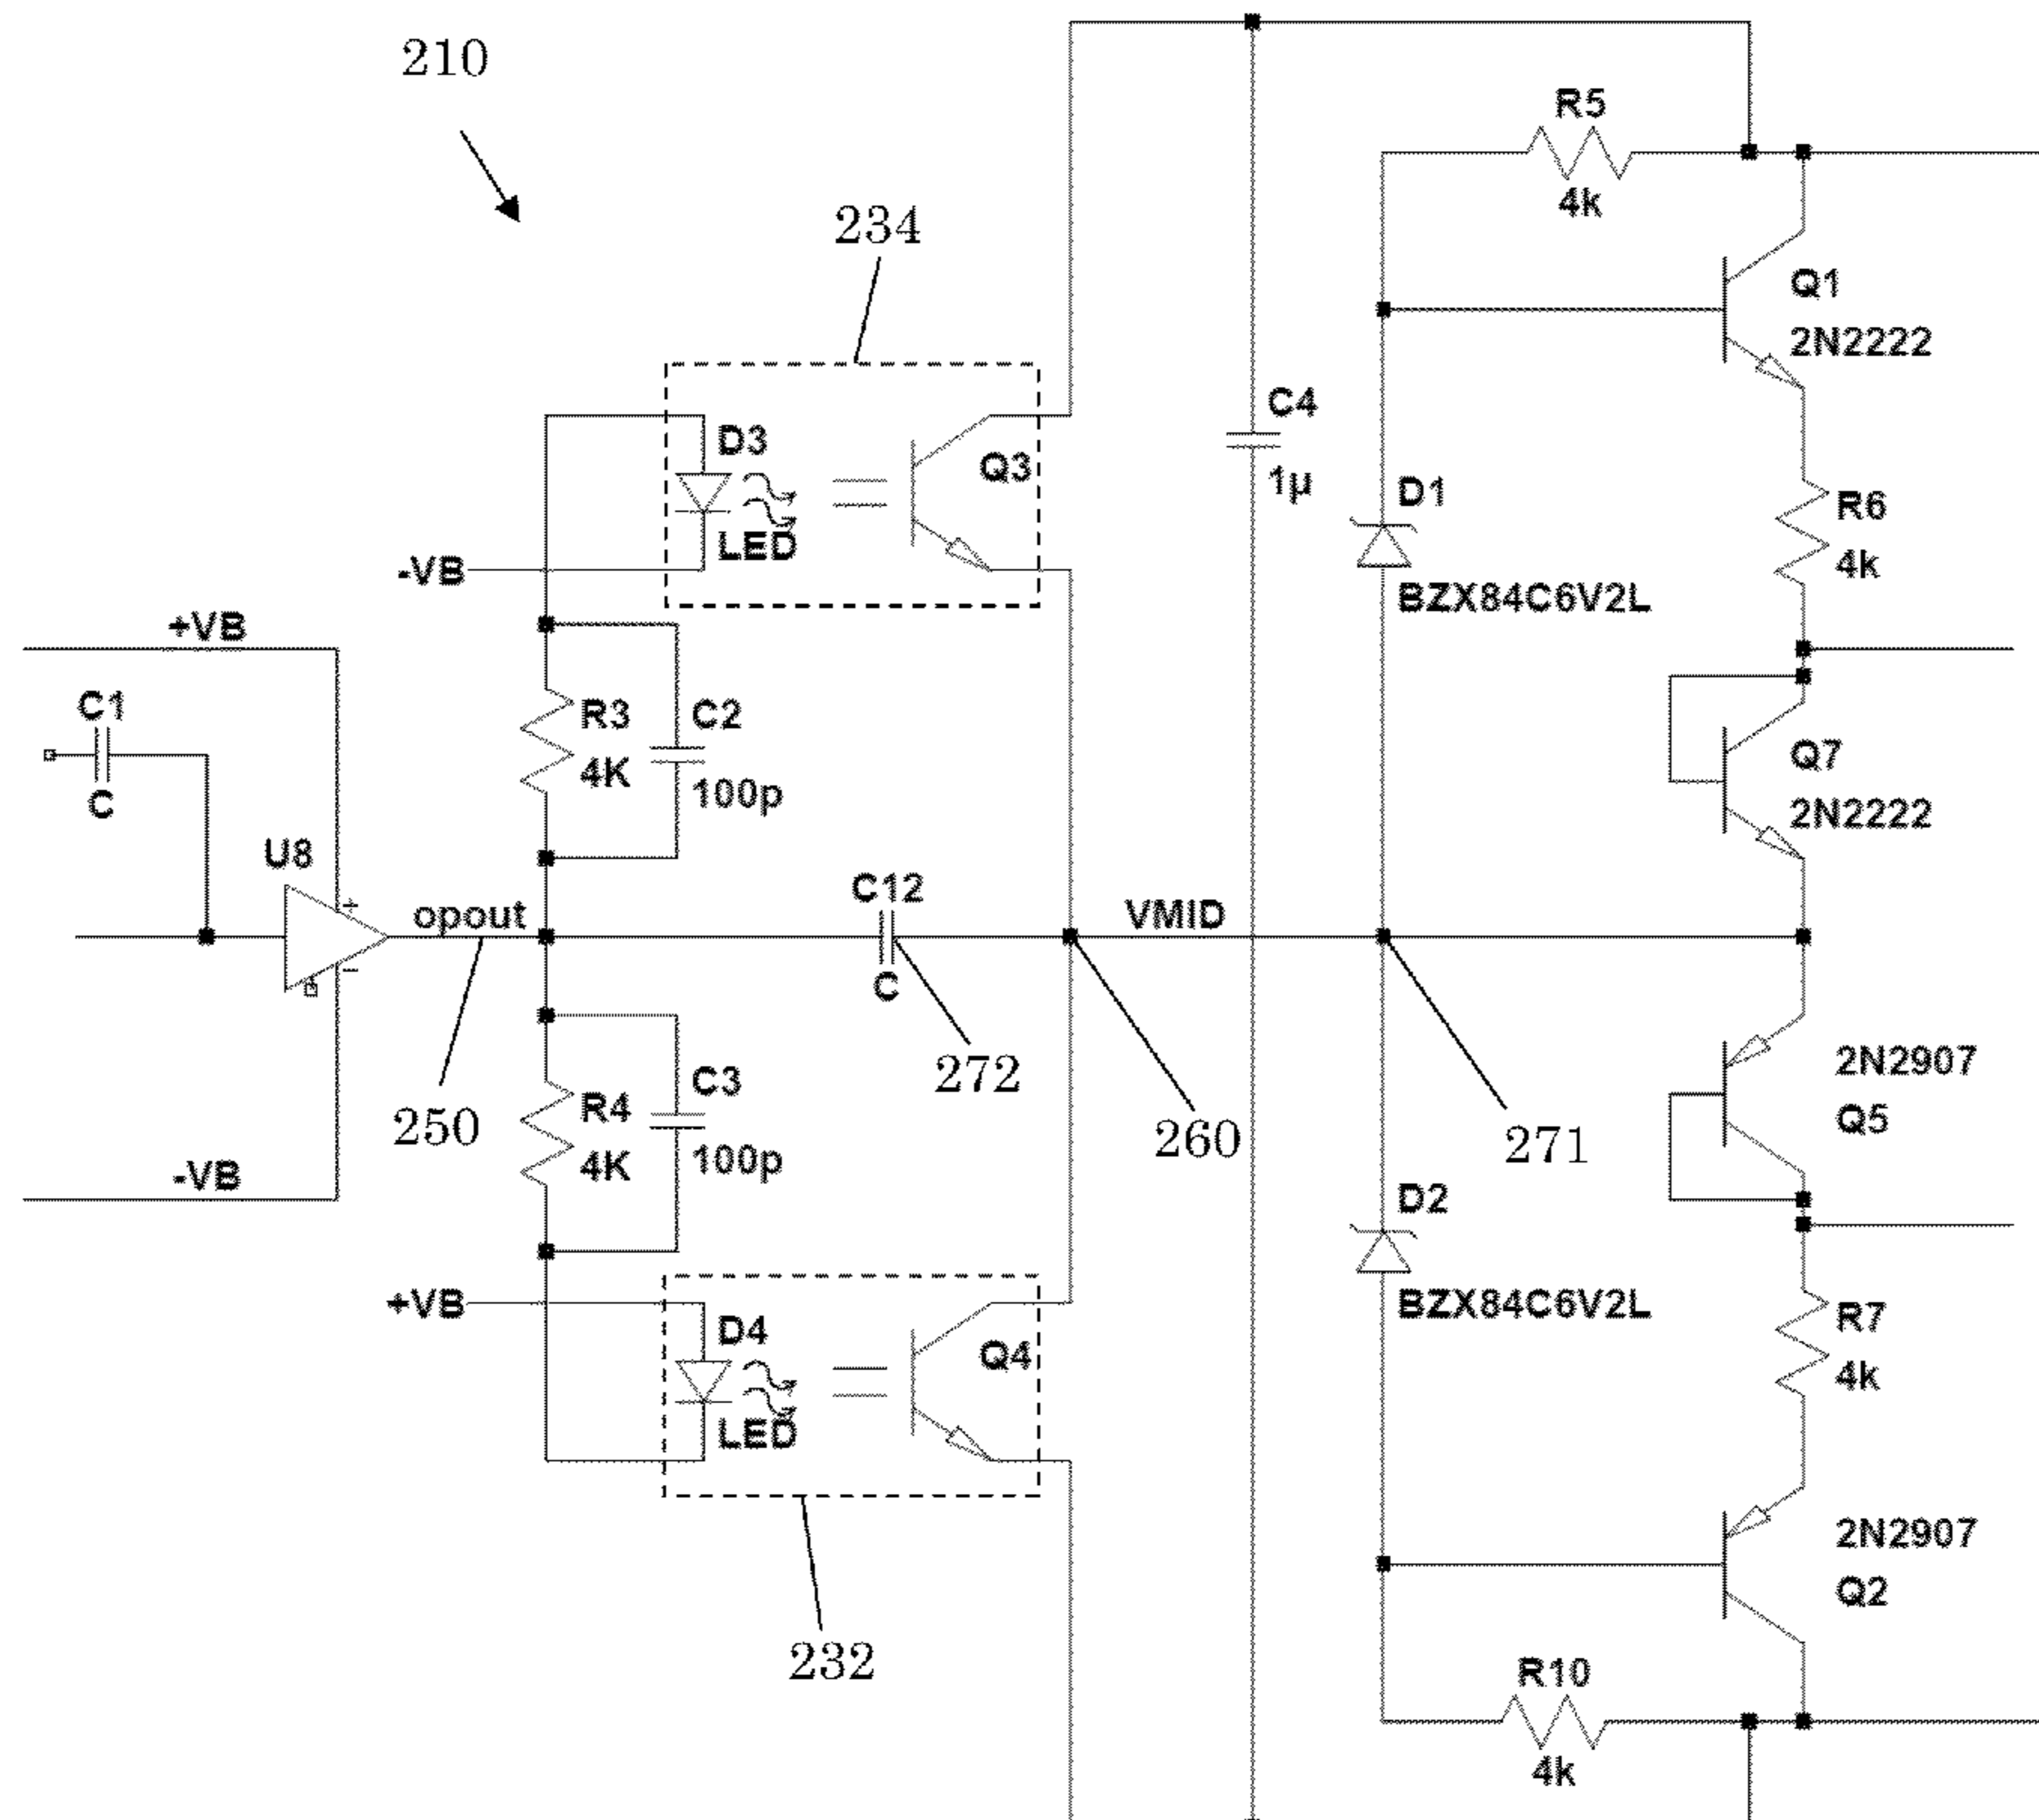 210
R5
4k
234
Q1
2N2222
D3
LED
Q3
C4
1µ
D1
BZX84C6V2L
R6
4k
-VB
+VB
C1
C
R3
4K
C2
100p
Q7
2N2222
U8
+
-
opout
C12
C
VMID
250
272
260
271
R4
4K
C3
100p
2N2907
Q5
-VB
+VB
D4
LED
Q4
D2
BZX84C6V2L
R7
4k
232
2N2907
Q2
R10
4k